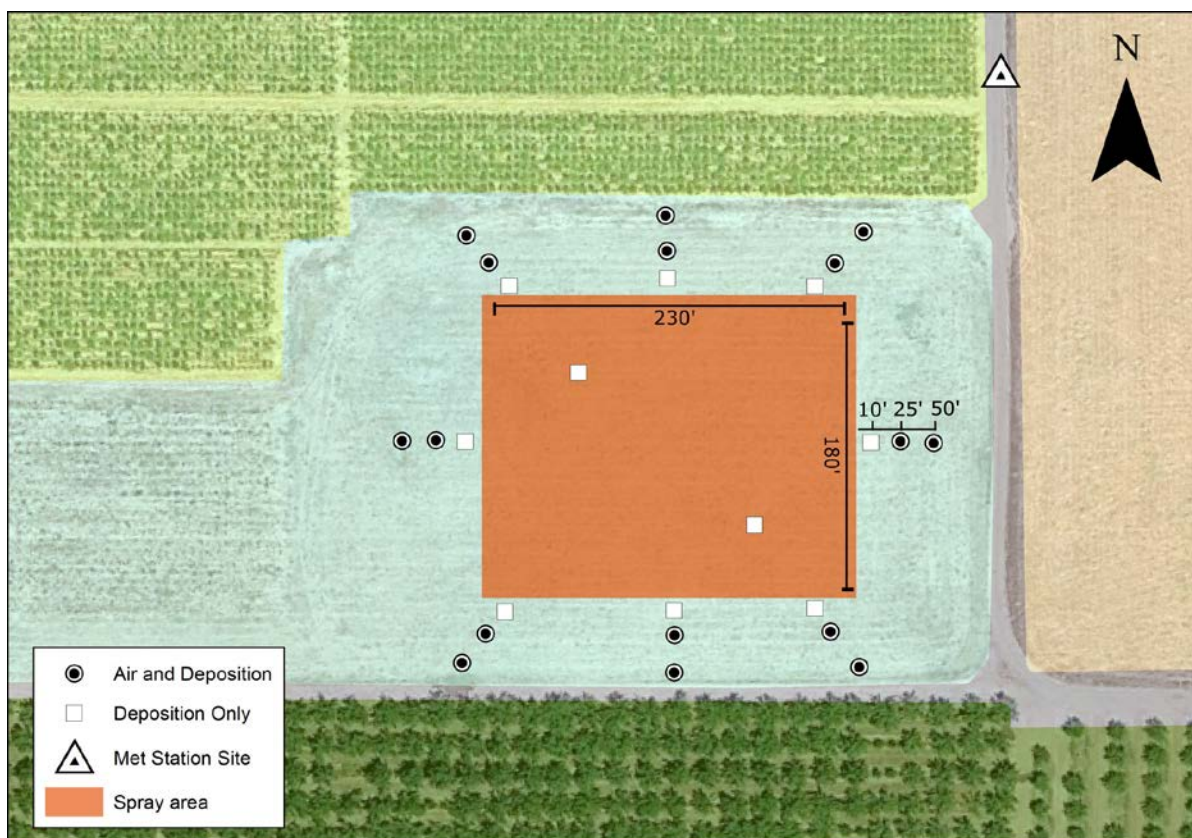 N
230'
10' 25' 50'
180'
Air and Deposition
Deposition Only
Met Station Site
Spray area